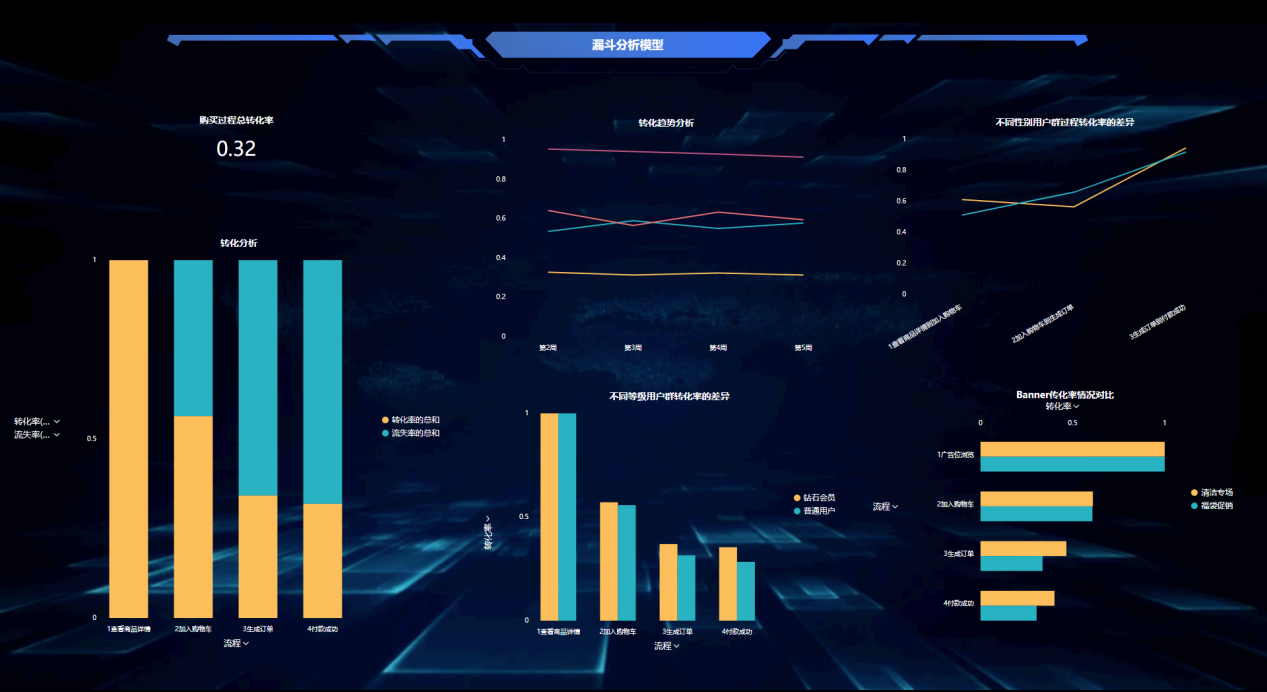 漏斗分析模型
购买过程总转化率
0.32
转化分析
转化率(...
流失率(...
1
0.5
0
1查看商品详情
2加入购物车
3生成订单
4付款成功
流程
转化率的总和
流失率的总和
转化趋势分析
1
0.8
0.6
0.4
0.2
0
第2周
第3周
第4周
第5周
不同性别用户群过程转化率的差异
1
0.8
0.6
0.4
0.2
0
1查看商品详情到加入购物车
2加入购物车到生成订单
3生成订单到付款成功
不同等级用户群转化率的差异
转化率
1
0.5
0
1查看商品详情
2加入购物车
3生成订单
4付款成功
流程
钻石会员
普通用户
Banner转化率情况对比
转化率
0
0.5
1
流程
1广告位浏览
2加入购物车
3生成订单
4付款成功
清洁专场
福袋促销